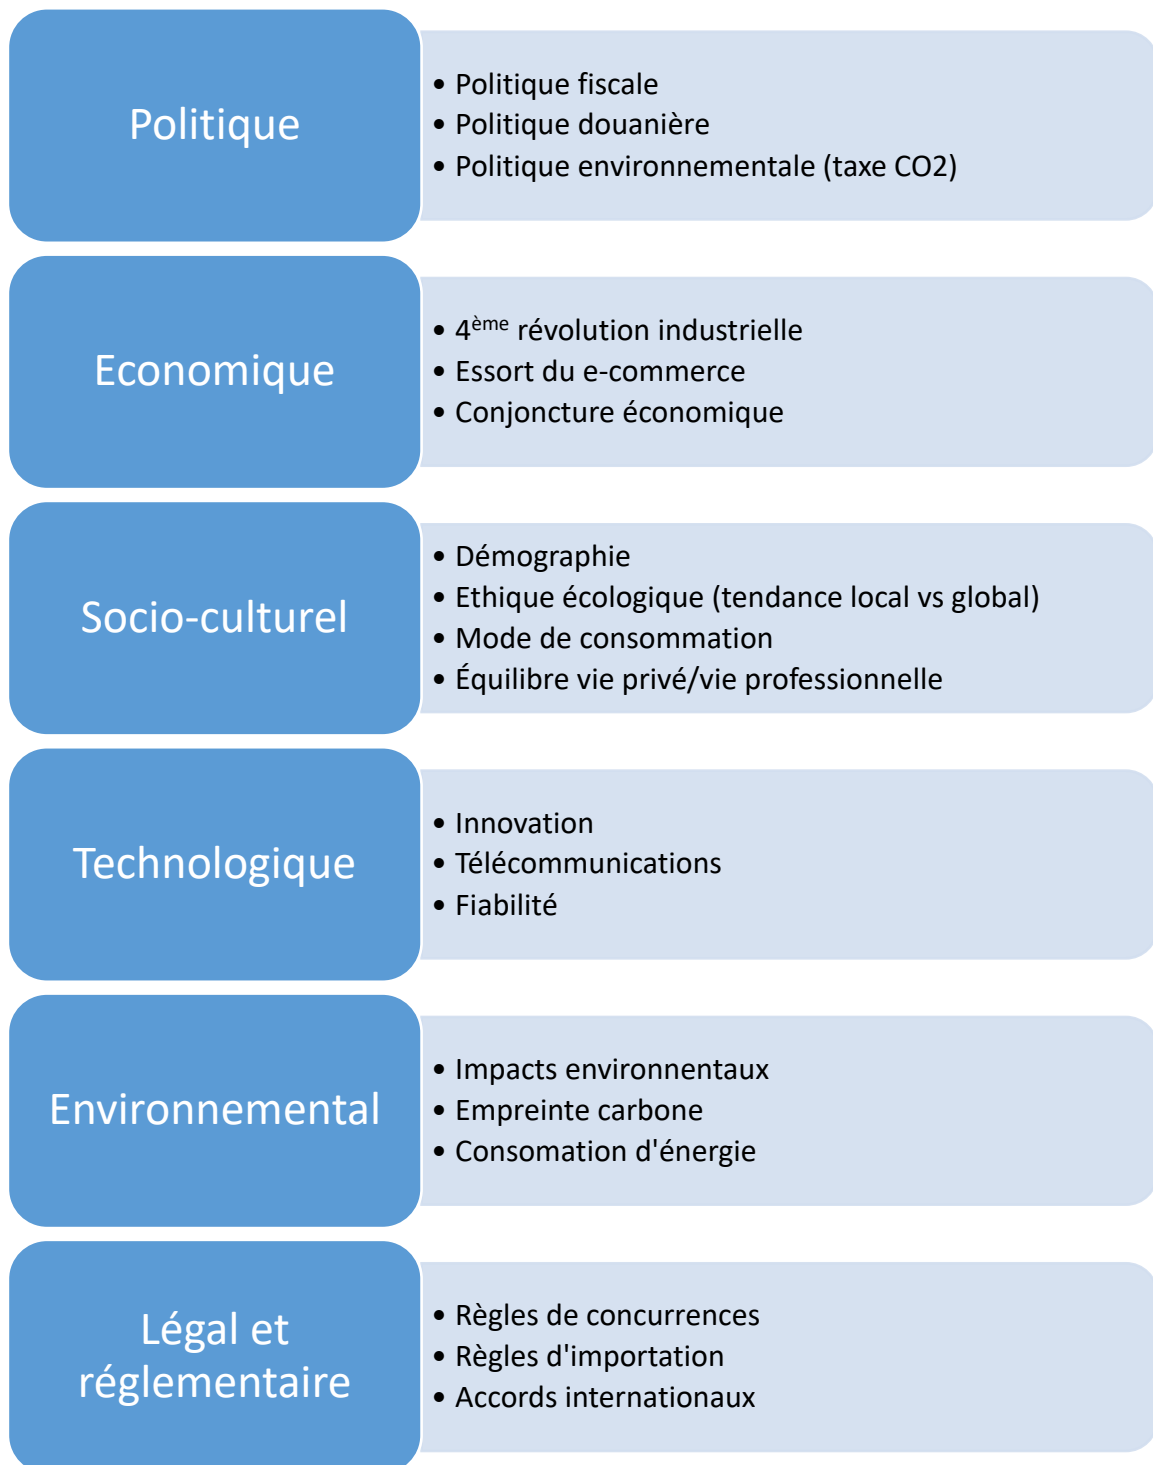 Politique
• Politique fiscale
• Politique douanière
• Politique environnementale (taxe CO2)
Economique
• 4ème révolution industrielle
• Essort du e-commerce
• Conjoncture économique
Socio-culturel
• Démographie
• Ethique écologique (tendance local vs global)
• Mode de consommation
• Équilibre vie privé/vie professionnelle
Technologique
• Innovation
• Télécommunications
• Fiabilité
Environnemental
• Impacts environnentaux
• Empreinte carbone
• Consomation d'énergie
Légal et
réglementaire
• Règles de concurrences
• Règles d'importation
• Accords internationaux